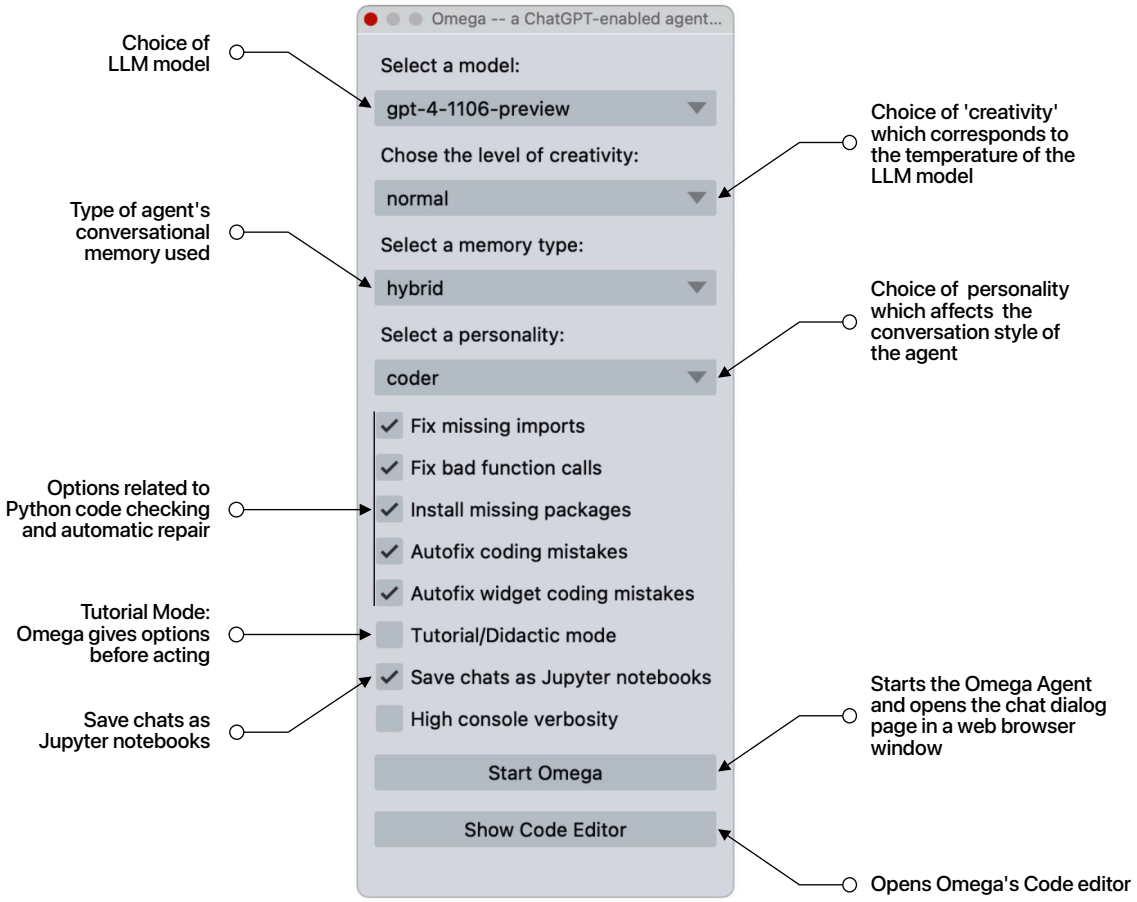 Omega -- a ChatGPT-enabled agent...
Choice of
LLM model
Select a model:
gpt-4-1106-preview
Chose the level of creativity:
normal
Choice of 'creativity'
which corresponds to
the temperature of the
LLM model
Type of agent's
conversational
memory used
Select a memory type:
hybrid
Select a personality:
coder
Choice of personality
which affects the
conversation style of
the agent
Options related to
Python code checking
and automatic repair
Fix missing imports
Fix bad function calls
Install missing packages
Autofix coding mistakes
Autofix widget coding mistakes
Tutorial Mode:
Omega gives options
before acting
Tutorial/Didactic mode
Save chats as Jupyter notebooks
High console verbosity
Save chats as
Jupyter notebooks
Start Omega
Starts the Omega Agent
and opens the chat dialog
page in a web browser
window
Show Code Editor
Opens Omega's Code editor